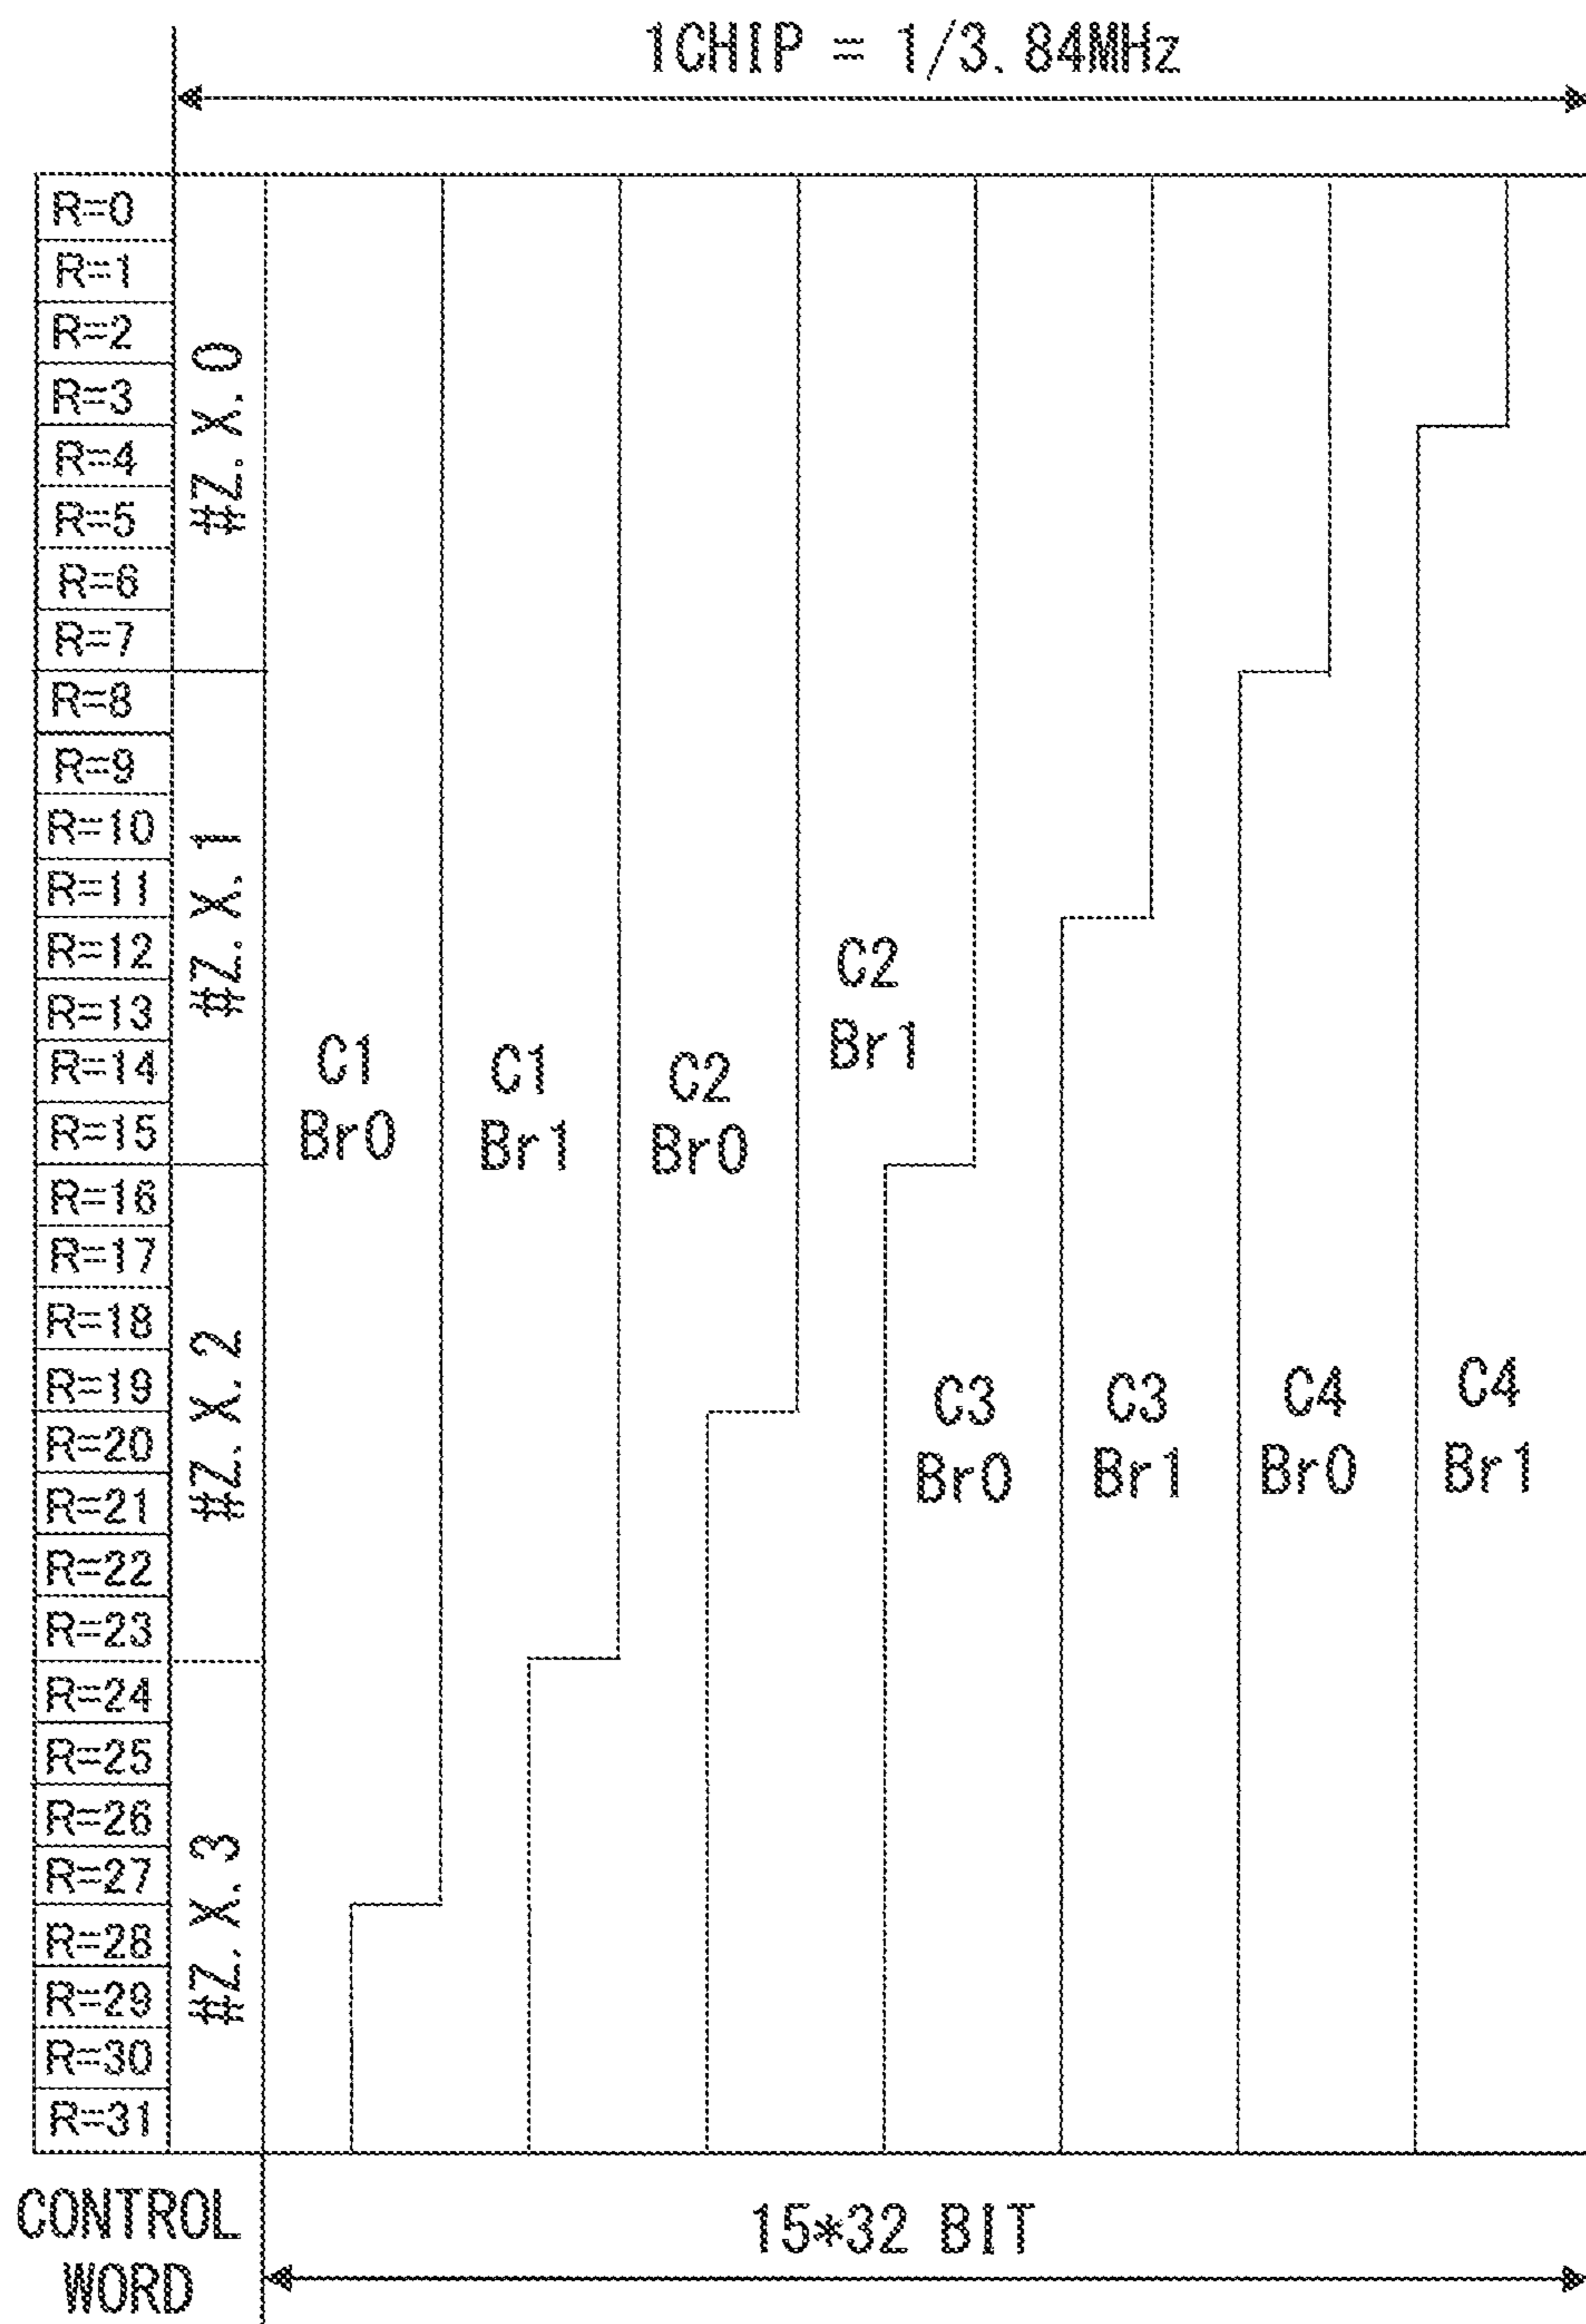 1CHIP = 1/3.84MHz
R=0
R=1
R=2
R=3
R=4
R=5
R=6
R=7
R=8
R=9
R=10
R=11
R=12
R=13
R=14
R=15
R=16
R=17
R=18
R=19
R=20
R=21
R=22
R=23
R=24
R=25
R=26
R=27
R=28
R=29
R=30
R=31
#Z.X.0
#Z.X.1
#Z.X.2
#Z.X.3
C1
Br0
C1
Br1
C2
Br0
C2
Br1
C3
Br0
C3
Br1
C4
Br0
C4
Br1
CONTROL
WORD
15*32 BIT